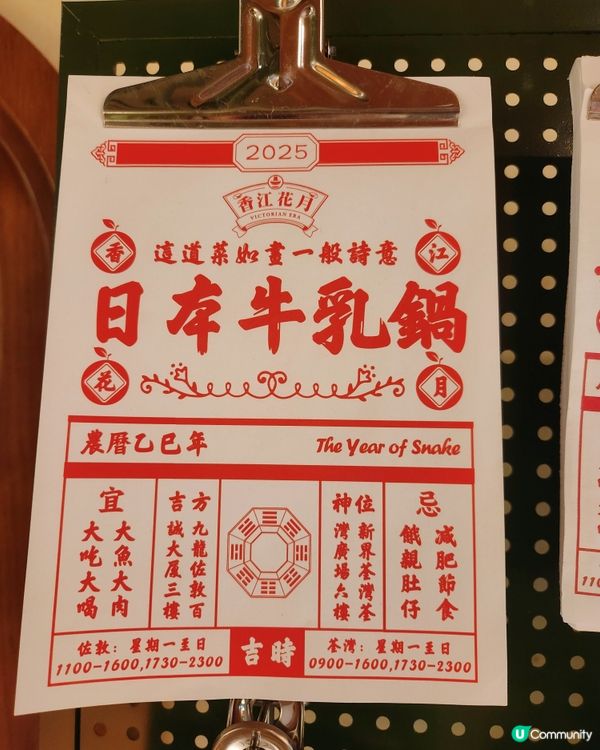 2025
香江花月
VICTORIAN ERA
香 這道菜如畫一般詩意 江
日本牛乳鍋
花 月
農曆乙巳年 The Year of Snake
宜
大魚大肉
大吃大喝
吉方
九龍佐敦百
誠大廈三樓
神位
新界荃灣荃
灣廣場六樓
忌
減肥節食
餓親肚仔
佐敦：星期一至日
1100-1600,1730-2300
吉時
荃灣：星期一至日
0900-1600,1730-2300
110
U Community